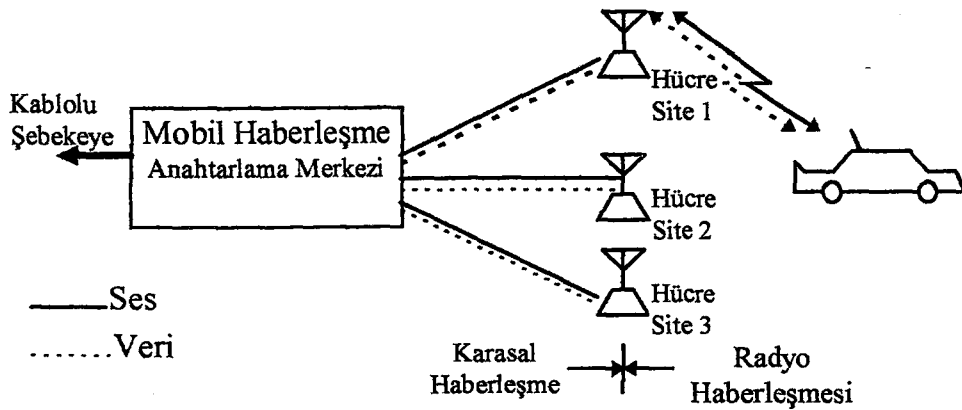 Kablolu
Şebekeye
Mobil Haberleşme
Anahtarlama Merkezi
Hücre
Site 1
Hücre
Site 2
Hücre
Site 3
Ses
Veri
Karasal
Haberleşme
Radyo
Haberleşmesi